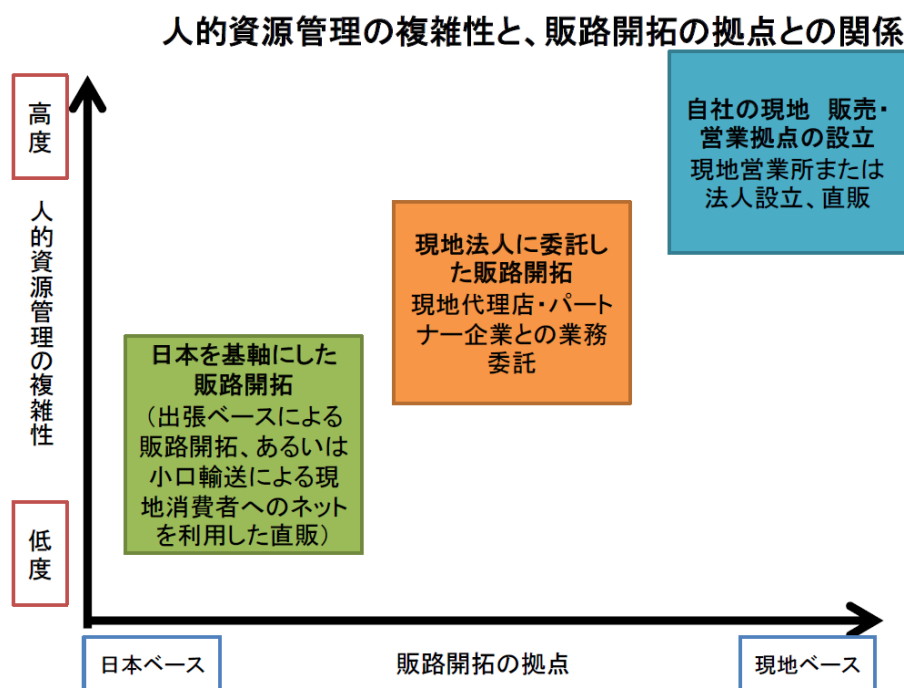 人的資源管理の複雑性と、販路開拓の拠点との関係
高
度
人的資源管理の複雑性
低
度
自社の現地　販売・
営業拠点の設立
現地営業所または
法人設立、直販
現地法人に委託し
た販路開拓
現地代理店・パート
ナー企業との業務
委託
日本を基軸にした
販路開拓
（出張ベースによる
販路開拓、あるいは
小口輸送による現
地消費者へのネット
を利用した直販）
日本ベース
販路開拓の拠点
現地ベース